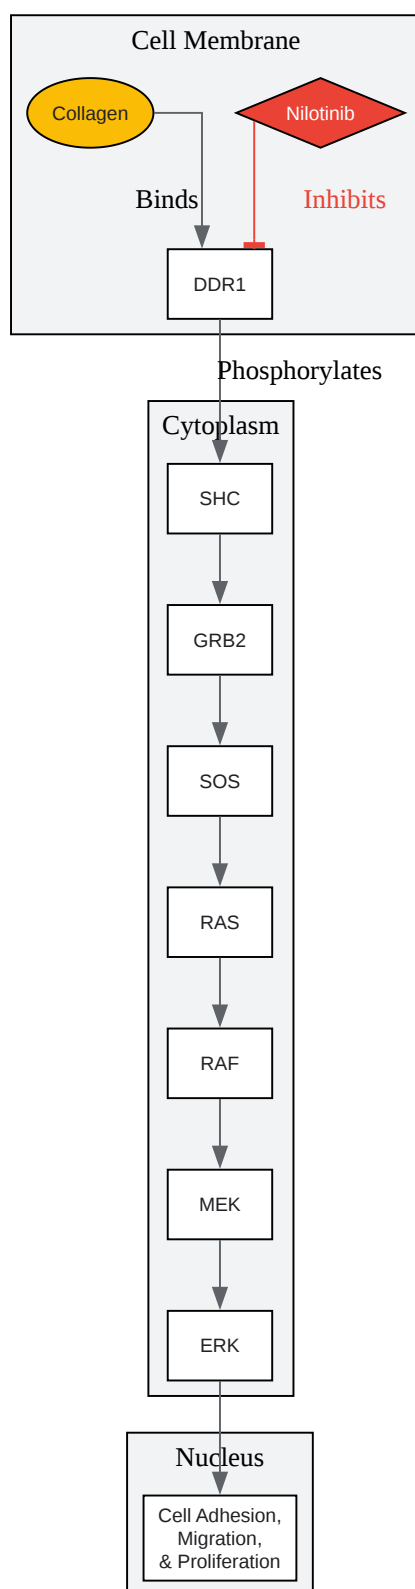 Cell Membrane
Collagen
Nilotinib
Binds
Inhibits
DDR1
Phosphorylates
Cytoplasm
SHC
GRB2
SOS
RAS
RAF
MEK
ERK
Nucleus
Cell Adhesion,
Migration,
& Proliferation